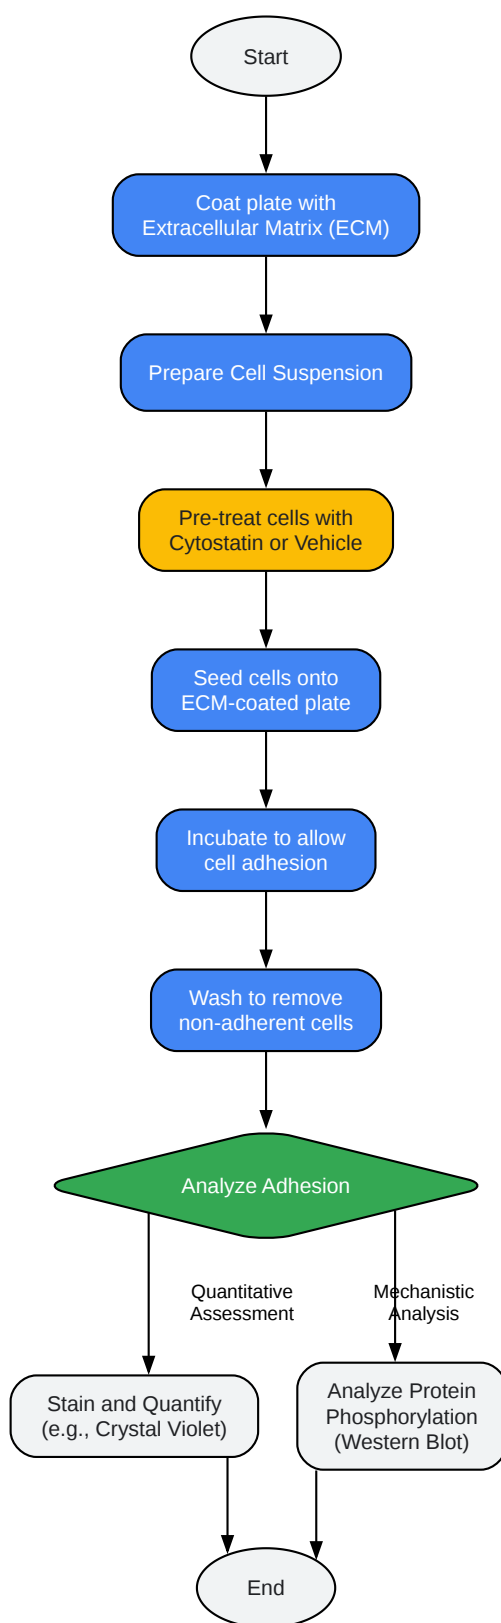 Start
Coat plate with
Extracellular Matrix (ECM)
Prepare Cell Suspension
Pre-treat cells with
Cytostatin or Vehicle
Seed cells onto
ECM-coated plate
Incubate to allow
cell adhesion
Wash to remove
non-adherent cells
Analyze Adhesion
Quantitative
Assessment
Mechanistic
Analysis
Stain and Quantify
(e.g., Crystal Violet)
Analyze Protein
Phosphorylation
(Western Blot)
End